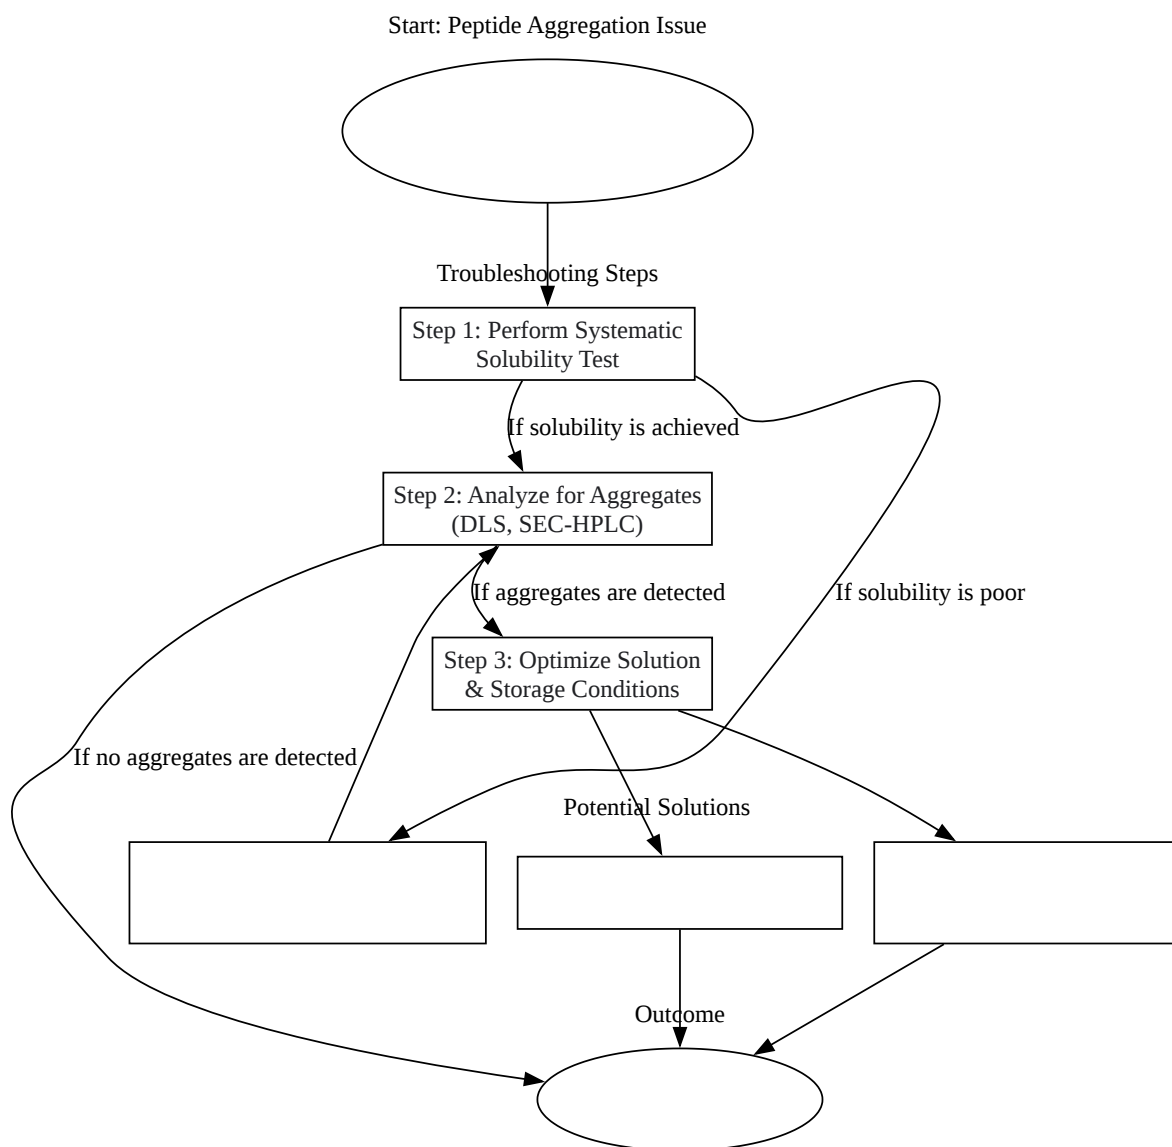 Start: Peptide Aggregation Issue
Troubleshooting Steps
Step 1: Perform Systematic
Solubility Test
If solubility is achieved
Step 2: Analyze for Aggregates
(DLS, SEC-HPLC)
If aggregates are detected
If solubility is poor
Step 3: Optimize Solution
& Storage Conditions
If no aggregates are detected
Potential Solutions
Outcome